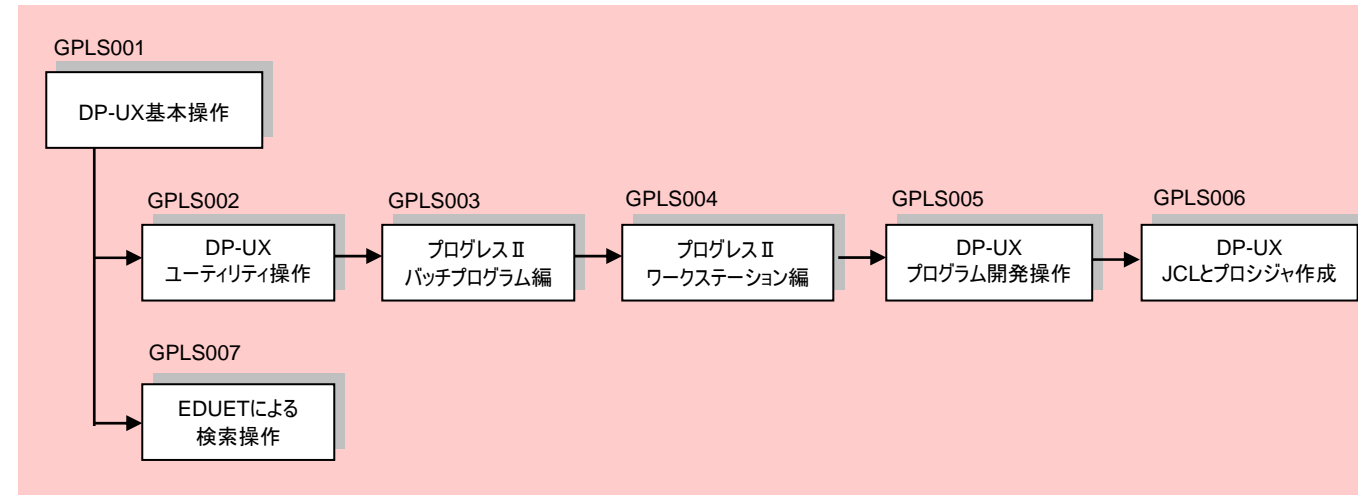 GPLS001
DP-UX基本操作
GPLS002
DP-UX
ユーティリティ操作
GPLS003
プログレスⅡ
バッチプログラム編
GPLS004
プログレスⅡ
ワークステーション編
GPLS005
DP-UX
プログラム開発操作
GPLS006
DP-UX
JCLとプロシジャ作成
GPLS007
EDUETによる
検索操作